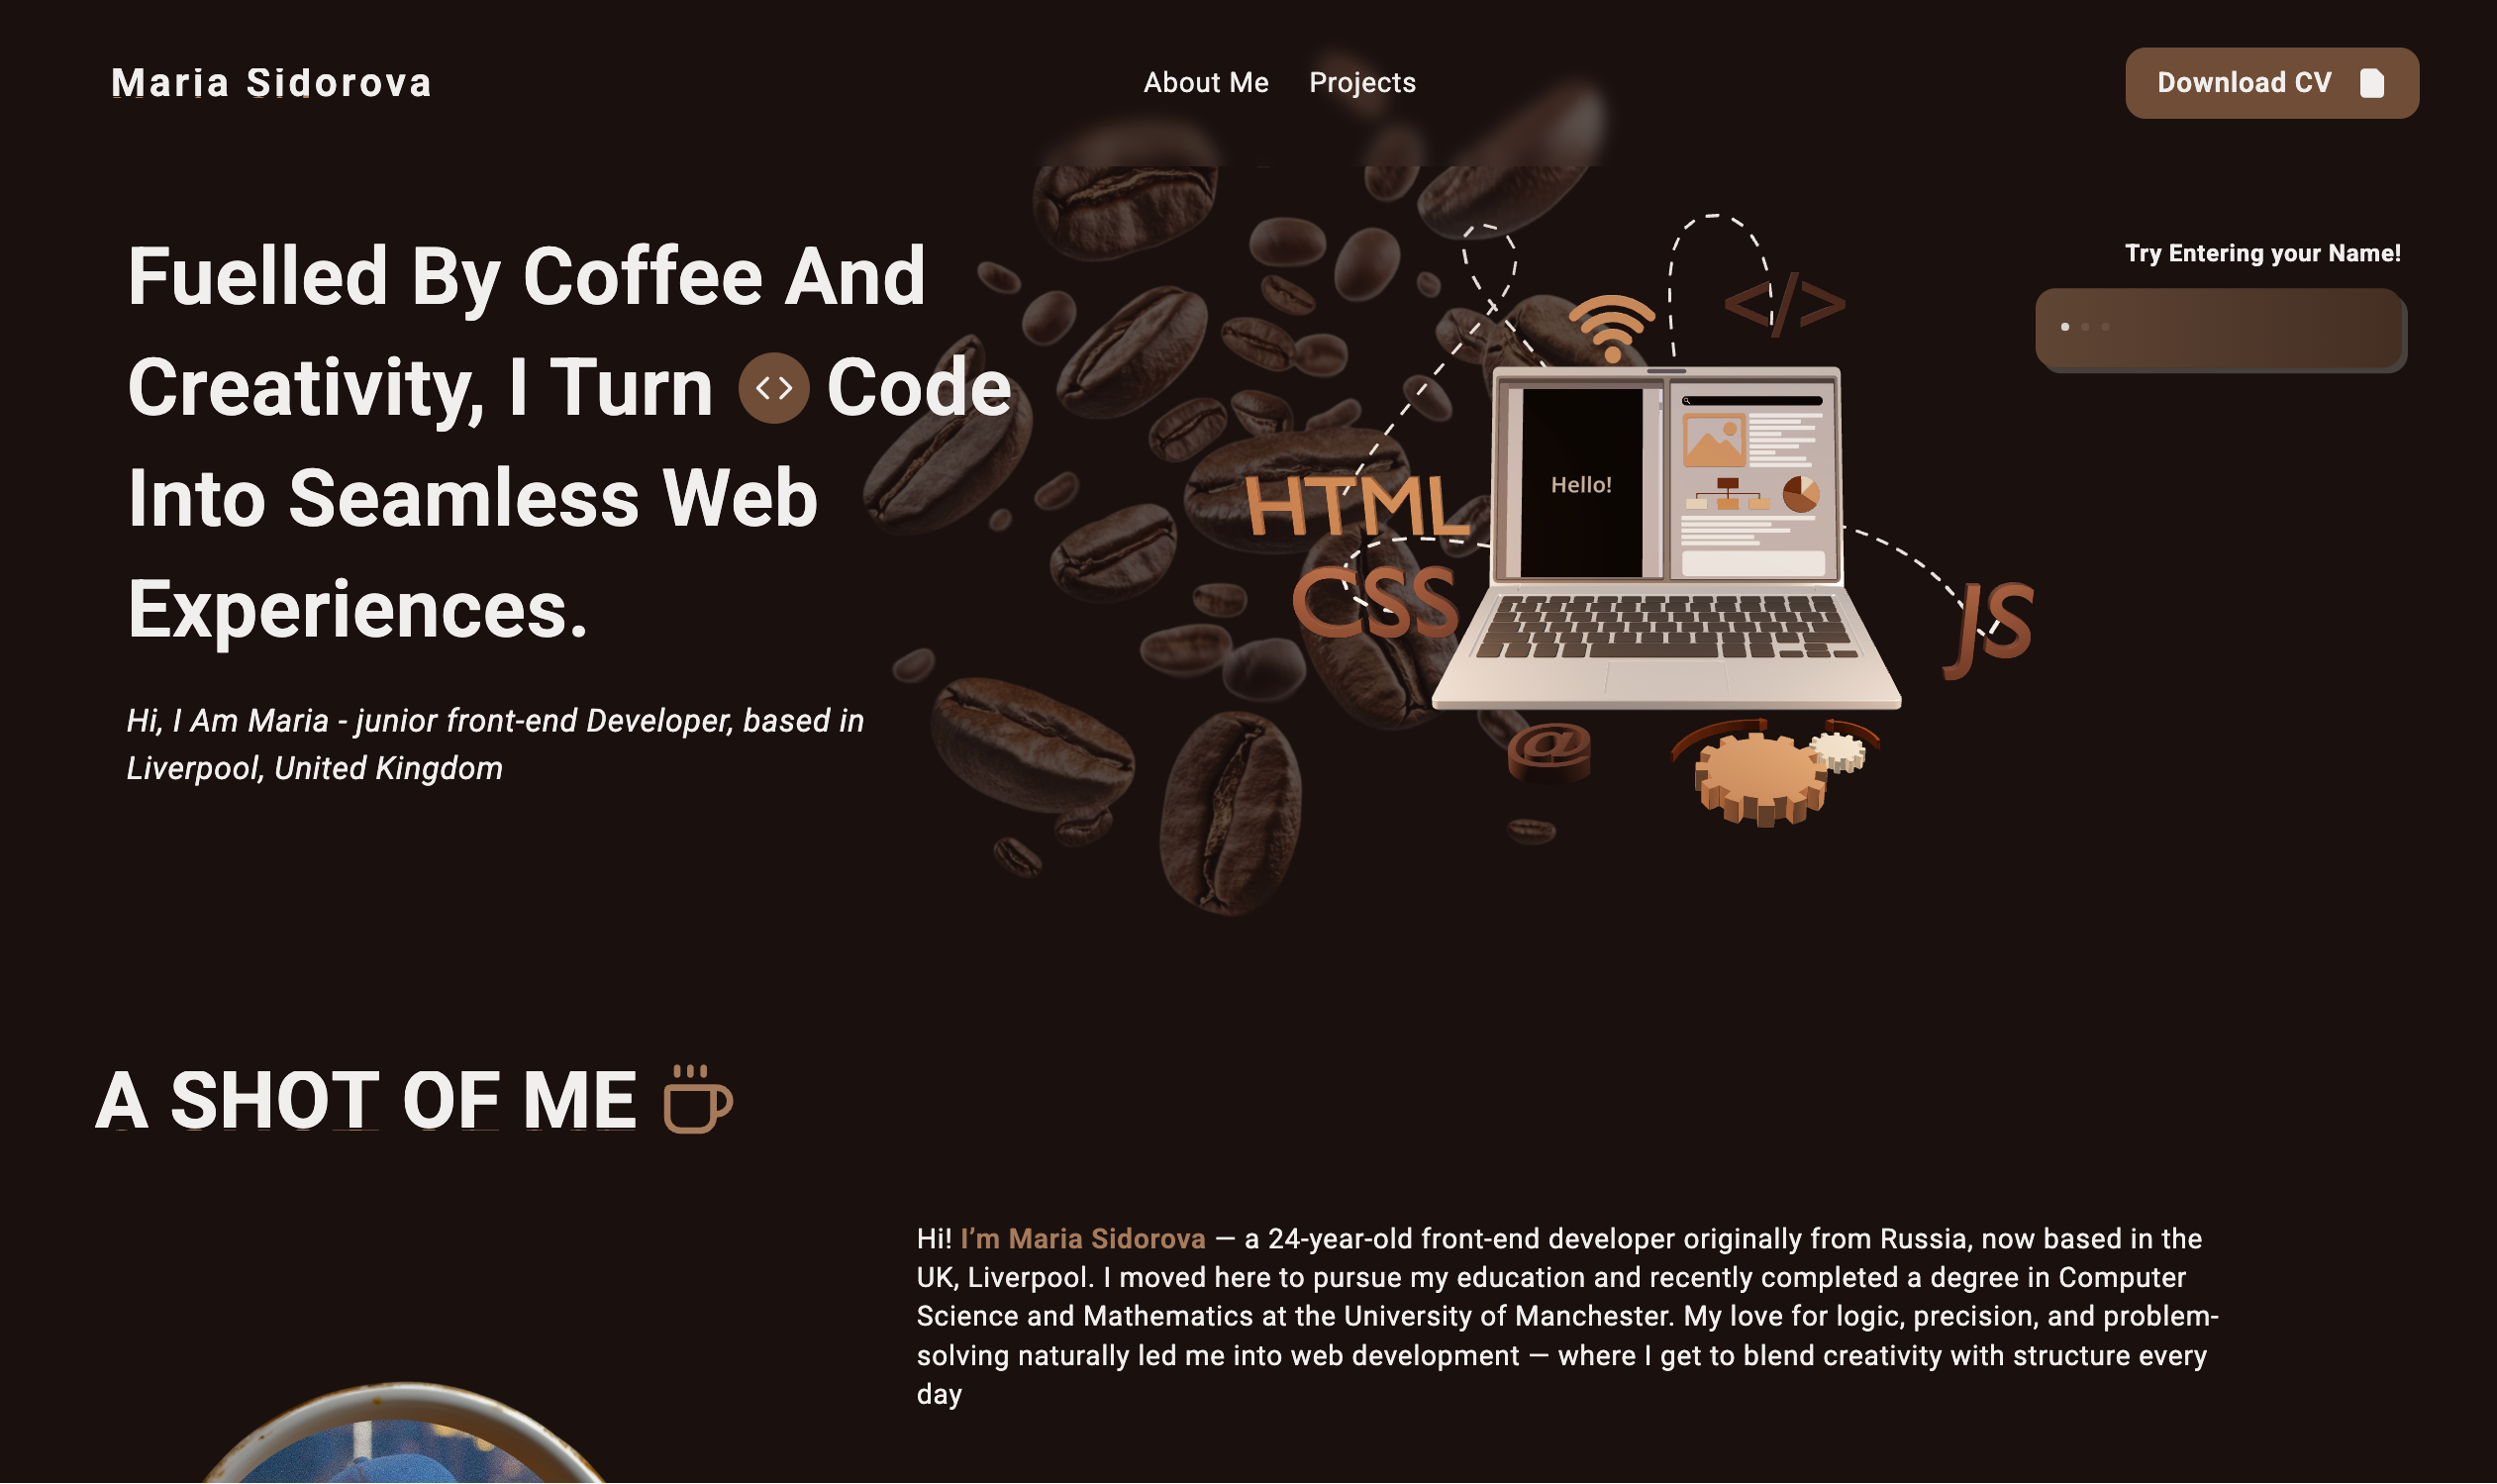 Maria Sidorova
About Me
Projects
Download CV
Fuelled By Coffee And
Creativity, I Turn <> Code
Into Seamless Web
Experiences.
Hi, I Am Maria - junior front-end Developer, based in
Liverpool, United Kingdom
Try Entering your Name!
</>
HTML
CSS
Hello!
JS
@
A SHOT OF ME
Hi! I’m Maria Sidorova — a 24-year-old front-end developer originally from Russia, now based in the
UK, Liverpool. I moved here to pursue my education and recently completed a degree in Computer
Science and Mathematics at the University of Manchester. My love for logic, precision, and problem-
solving naturally led me into web development — where I get to blend creativity with structure every
day